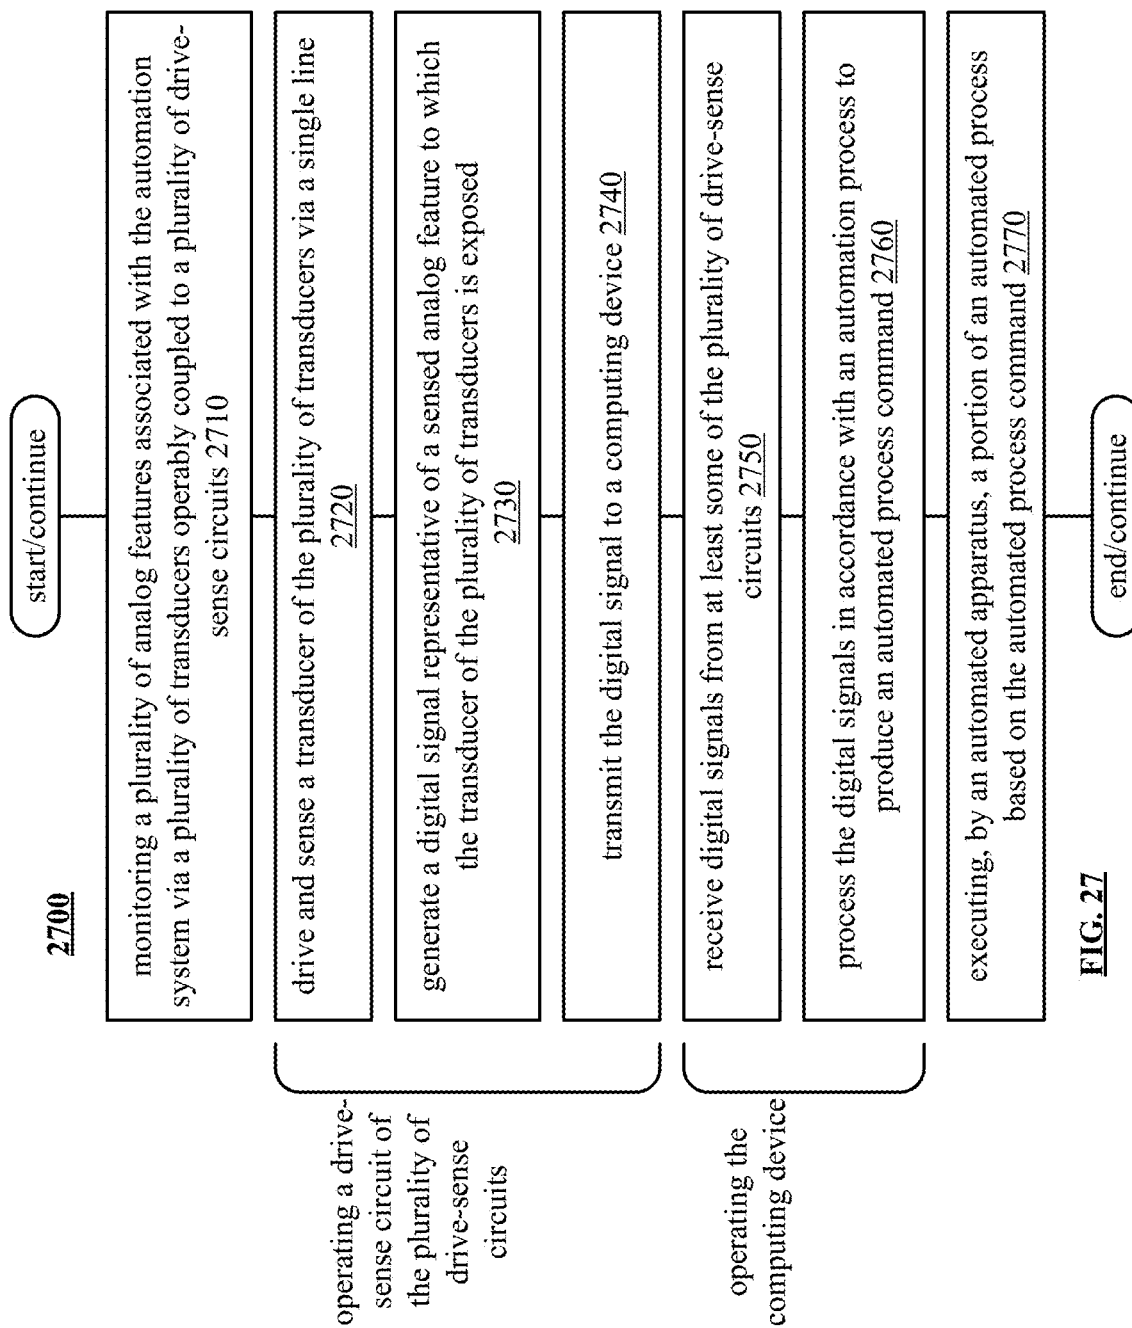 2700
start/continue
monitoring a plurality of analog features associated with the automation
system via a plurality of transducers operably coupled to a plurality of drive-
sense circuits 2710
operating a drive-
sense circuit of
the plurality of
drive-sense
circuits
drive and sense a transducer of the plurality of transducers via a single line
2720
generate a digital signal representative of a sensed analog feature to which
the transducer of the plurality of transducers is exposed
2730
transmit the digital signal to a computing device 2740
operating the
computing device
receive digital signals from at least some of the plurality of drive-sense
circuits 2750
process the digital signals in accordance with an automation process to
produce an automated process command 2760
executing, by an automated apparatus, a portion of an automated process
based on the automated process command 2770
end/continue
FIG. 27